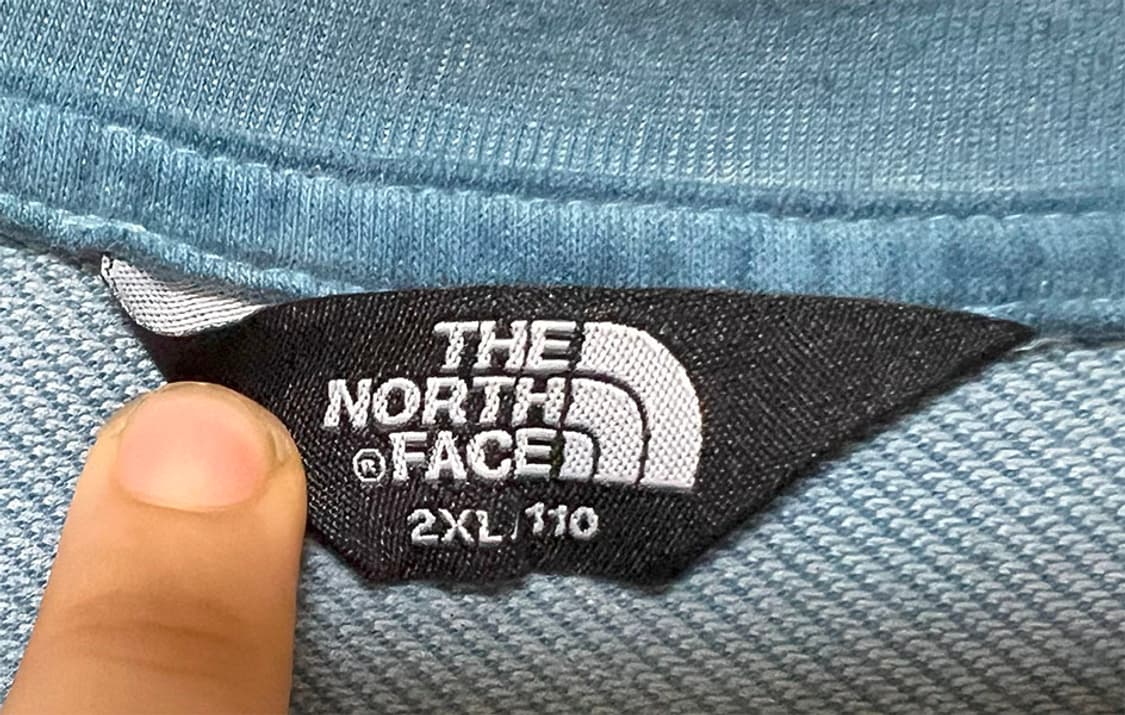 THE
NORTH
®FACE
2XL/110